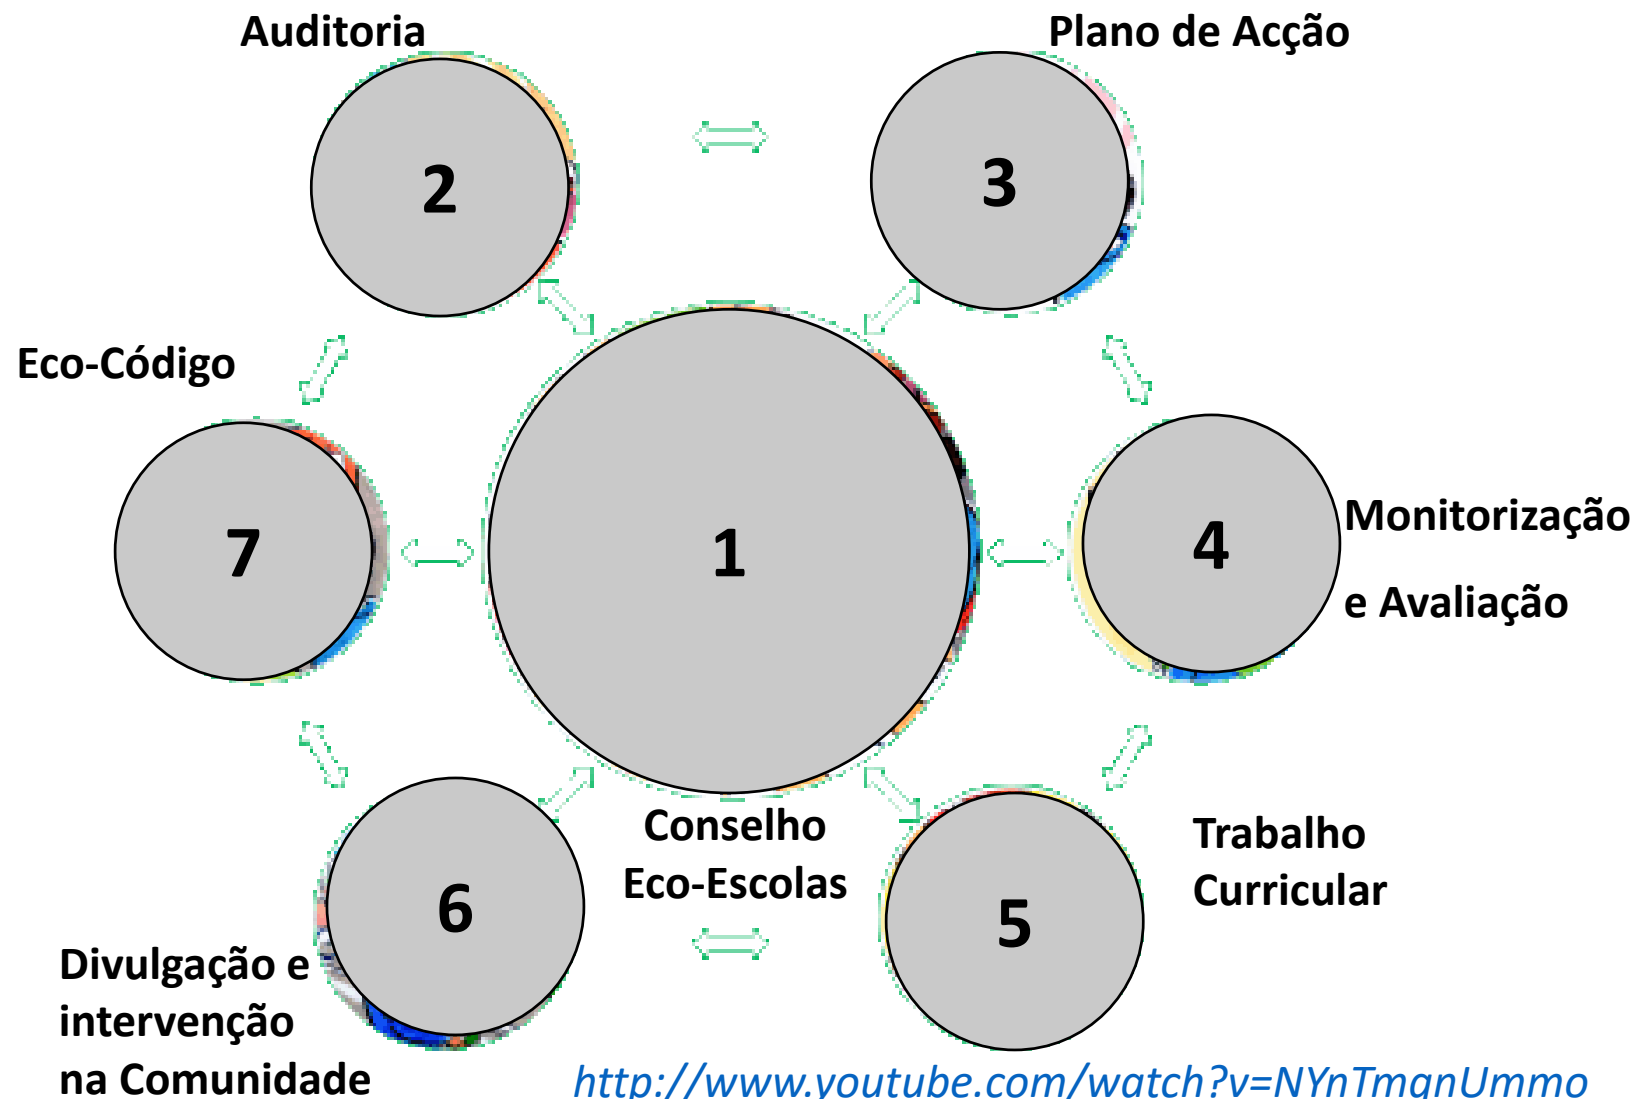 Auditoria
Plano de Acção
2
3
Eco-Código
7
1
4
Monitorização
e Avaliação
Conselho
Eco-Escolas
Trabalho
Curricular
6
5
Divulgação e
intervenção
na Comunidade
http://www.youtube.com/watch?v=NYnTmqnUmmo